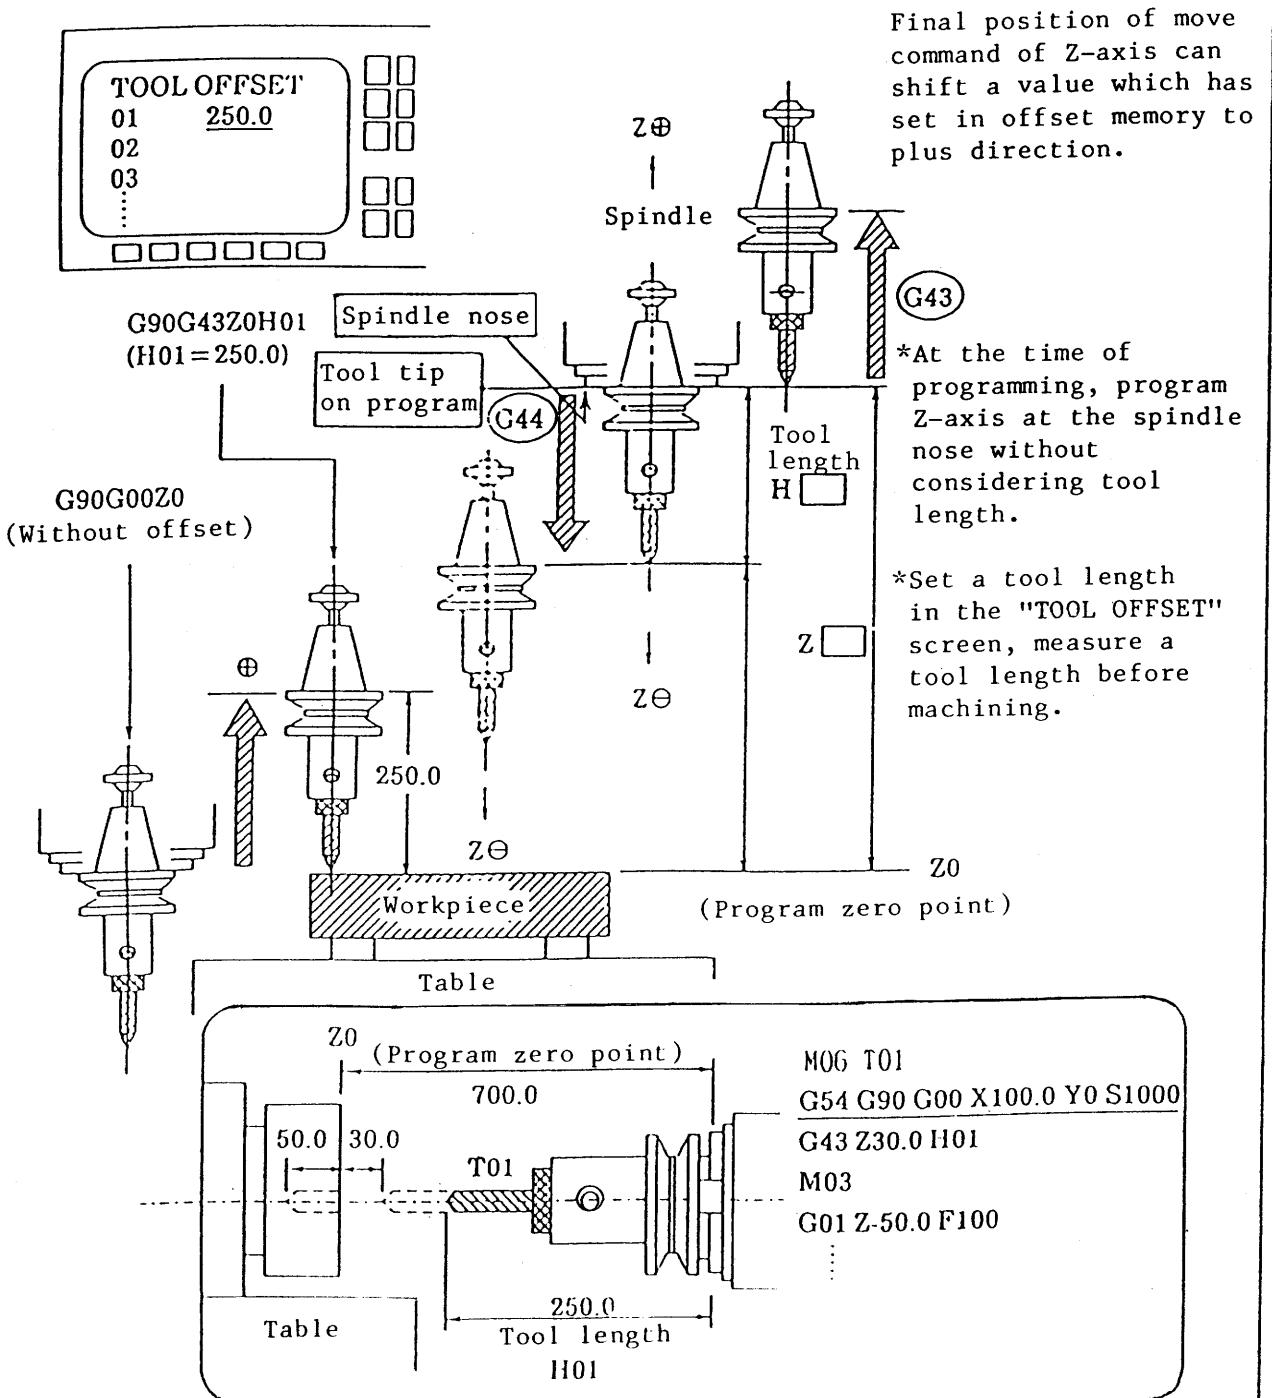 Final position of move
command of Z-axis can
shift a value which has
set in offset memory to
plus direction.
TOOL OFFSET
01 250.0
02
03
Z⊕
Spindle
G43
G90G43Z0H01
(H01=250.0)
Spindle nose
Tool tip
on program
G44
*At the time of
programming, program
Z-axis at the spindle
nose without
considering tool
length.
Tool
length
H
G90G00Z0
(Without offset)
*Set a tool length
in the "TOOL OFFSET"
screen, measure a
tool length before
machining.
Z
⊕
Z⊖
250.0
Z⊖
Z0
(Program zero point)
Workpiece
Table
Z0
(Program zero point)
700.0
M06 T01
G54 G90 G00 X100.0 Y0 S1000
G43 Z30.0 H01
M03
G01 Z-50.0 F100
50.0 30.0
T01
250.0
Tool length
H01
Table